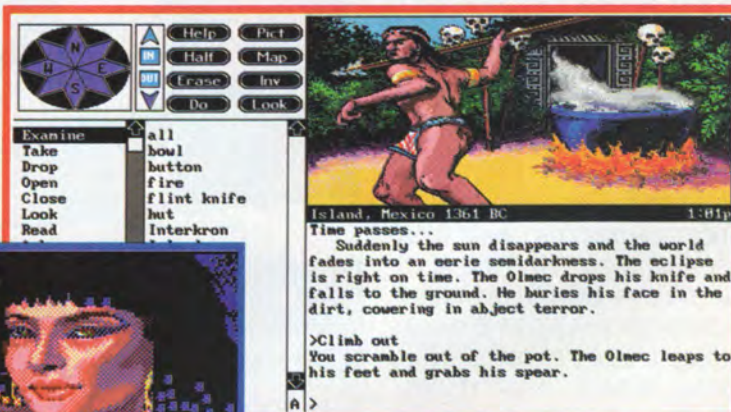 N
W E
S
IN
OUT
Help Pict
Half Map
Erase Inv
Do Look
Examine
Take
Drop
Open
Close
Look
Read
all
bowl
button
fire
flint knife
hut
Interkron
Island, Mexico 1361 BC 1:01p
Time passes...
Suddenly the sun disappears and the world
fades into an eerie semidarkness. The eclipse
is right on time. The Olmec drops his knife and
falls to the ground. He buries his face in the
dirt, cowering in abject terror.
>Climb out
You scramble out of the pot. The Olmec leaps to
his feet and grabs his spear.
A >